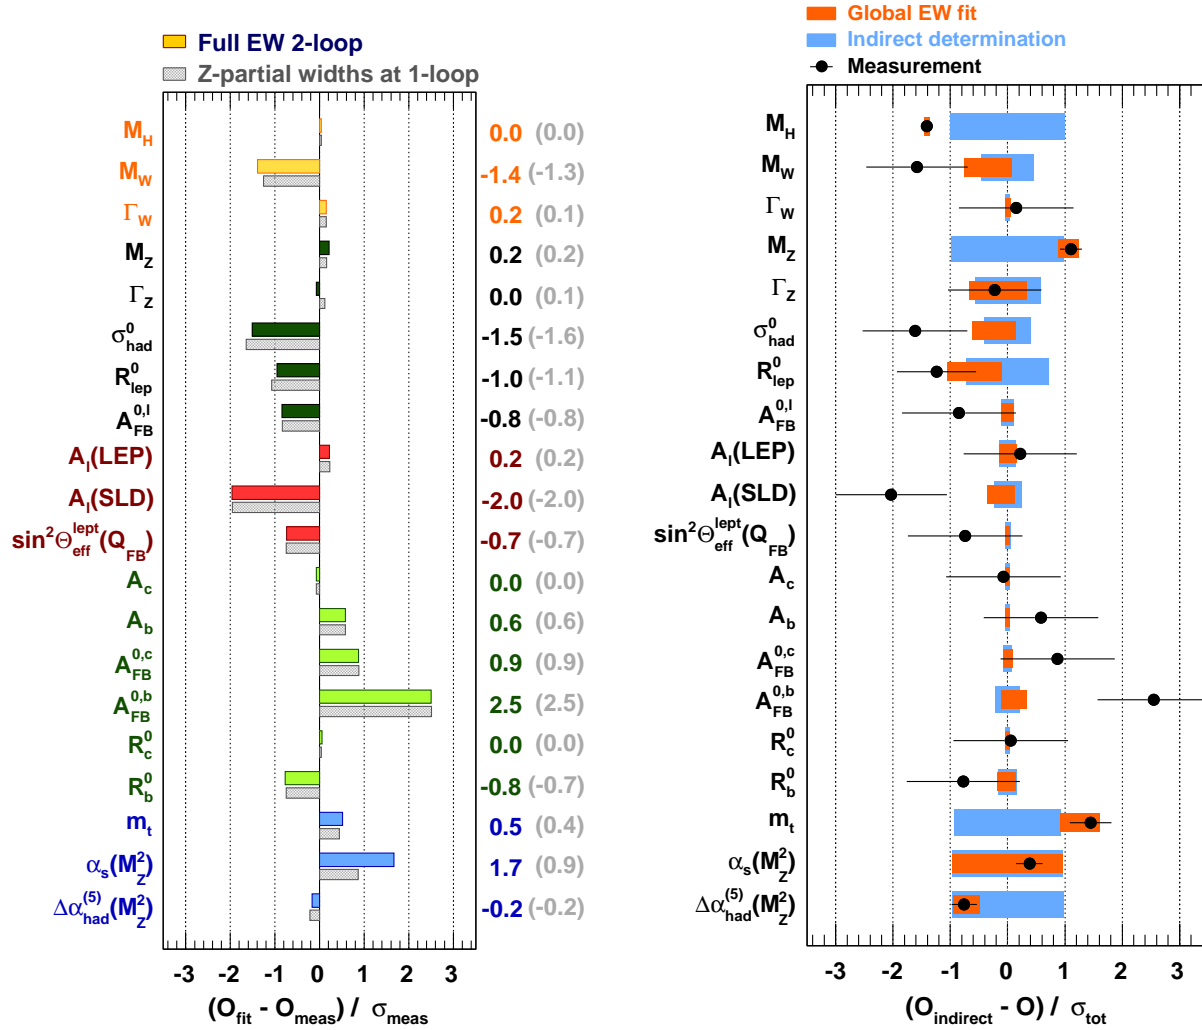 Full EW 2-loop
Z-partial widths at 1-loop
-3 -2 -1 0 1 2 3
M_H 0.0 (0.0)
M_W -1.4 (-1.3)
Γ_W 0.2 (0.1)
M_Z 0.2 (0.2)
Γ_Z 0.0 (0.1)
σ^0_had -1.5 (-1.6)
R^0_lep -1.0 (-1.1)
A^0,l_FB -0.8 (-0.8)
A_l(LEP) 0.2 (0.2)
A_l(SLD) -2.0 (-2.0)
sin²Θ^lept_eff(Q_FB) -0.7 (-0.7)
A_c 0.0 (0.0)
A_b 0.6 (0.6)
A^0,c_FB 0.9 (0.9)
A^0,b_FB 2.5 (2.5)
R^0_c 0.0 (0.0)
R^0_b -0.8 (-0.7)
m_t 0.5 (0.4)
α_s(M²_Z) 1.7 (0.9)
Δα^(5)_had(M²_Z) -0.2 (-0.2)
(O_fit - O_meas) / σ_meas
Global EW fit
Indirect determination
Measurement
M_H
M_W
Γ_W
M_Z
Γ_Z
σ^0_had
R^0_lep
A^0,l_FB
A_l(LEP)
A_l(SLD)
sin²Θ^lept_eff(Q_FB)
A_c
A_b
A^0,c_FB
A^0,b_FB
R^0_c
R^0_b
m_t
α_s(M²_Z)
Δα^(5)_had(M²_Z)
-3 -2 -1 0 1 2 3
(O_indirect - O) / σ_tot